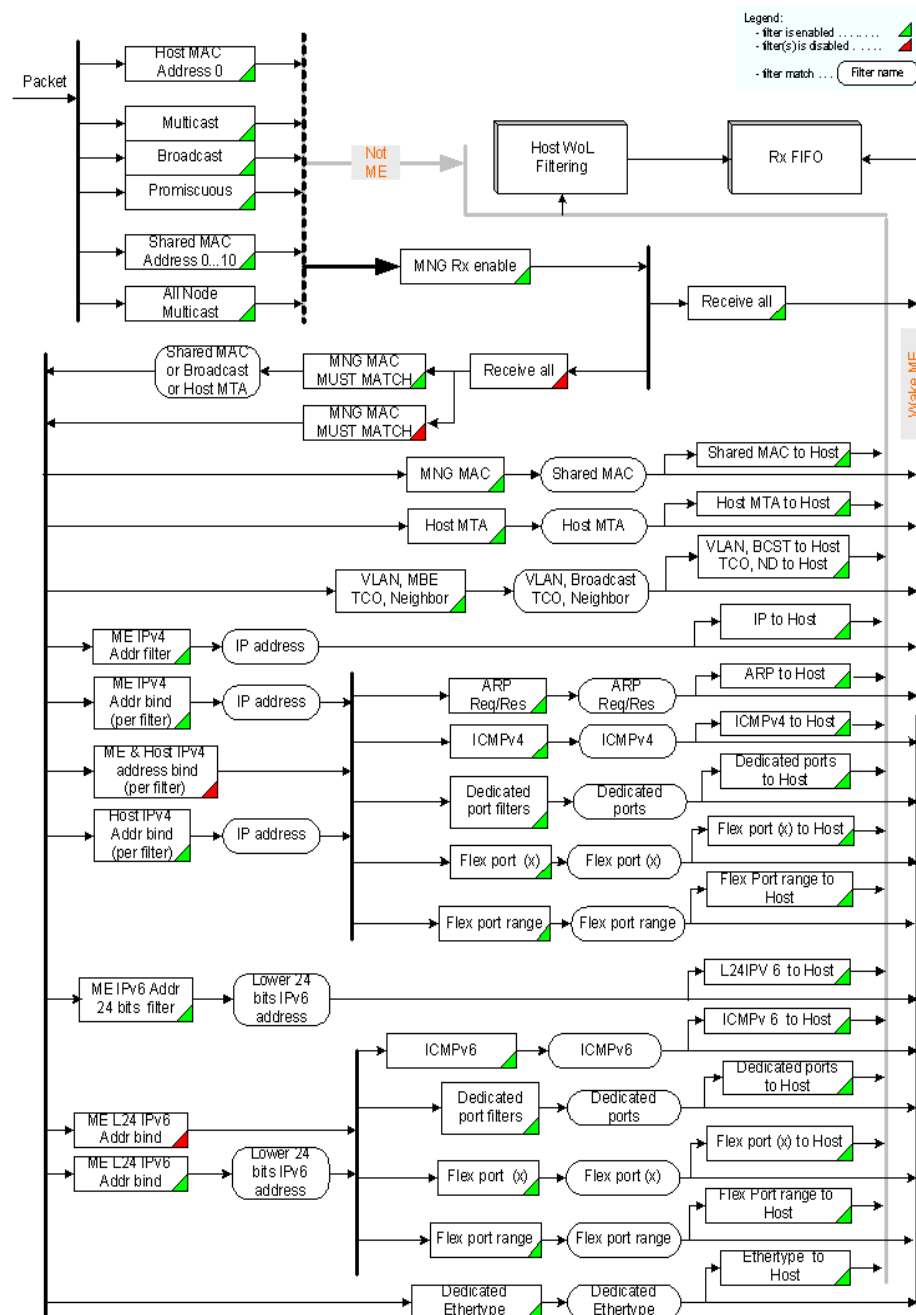 Legend:
- filter is enabled . . . . . . . .
- filter(s) is disabled . . . . .
- filter match . . . Filter name
Packet
Host MAC
Address 0
Multicast
Broadcast
Promiscuous
Shared MAC
Address 0...10
All Node
Multicast
Not
ME
Host WoL
Filtering
Rx FIFO
MNG Rx enable
Receive all
Wake ME
Shared MAC
or Broadcast
or Host MTA
MNG MAC
MUST MATCH
Receive all
MNG MAC
MUST MATCH
MNG MAC
Shared MAC
Shared MAC to Host
Host MTA
Host MTA
Host MTA to Host
VLAN, MBE
TCO, Neighbor
VLAN, Broadcast
TCO, Neighbor
VLAN, BCST to Host
TCO, ND to Host
ME IPv4
Addr filter
IP address
IP to Host
ME IPv4
Addr bind
(per filter)
IP address
ARP
Req/Res
ARP
Req/Res
ARP to Host
ICMPv4
ICMPv4
ICMPv4 to Host
ME & Host IPv4
address bind
(per filter)
Dedicated
port filters
Dedicated
ports
Dedicated ports
to Host
Host IPv4
Addr bind
(per filter)
IP address
Flex port (x)
Flex port (x)
Flex port (x) to Host
Flex port range
Flex port range
Flex Port range to
Host
ME IPv6 Addr
24 bits filter
Lower 24
bits IPv6
address
L24IPV 6 to Host
ICMPv6
ICMPv6
ICMPv 6 to Host
Dedicated
port filters
Dedicated
ports
Dedicated ports
to Host
ME L24 IPv6
Addr bind
ME L24 IPv6
Addr bind
Lower 24
bits IPv6
address
Flex port (x)
Flex port (x)
Flex port (x) to Host
Flex port range
Flex port range
Flex Port range to
Host
Dedicated
Ethertype
Dedicated
Ethertype
Ethertype to
Host